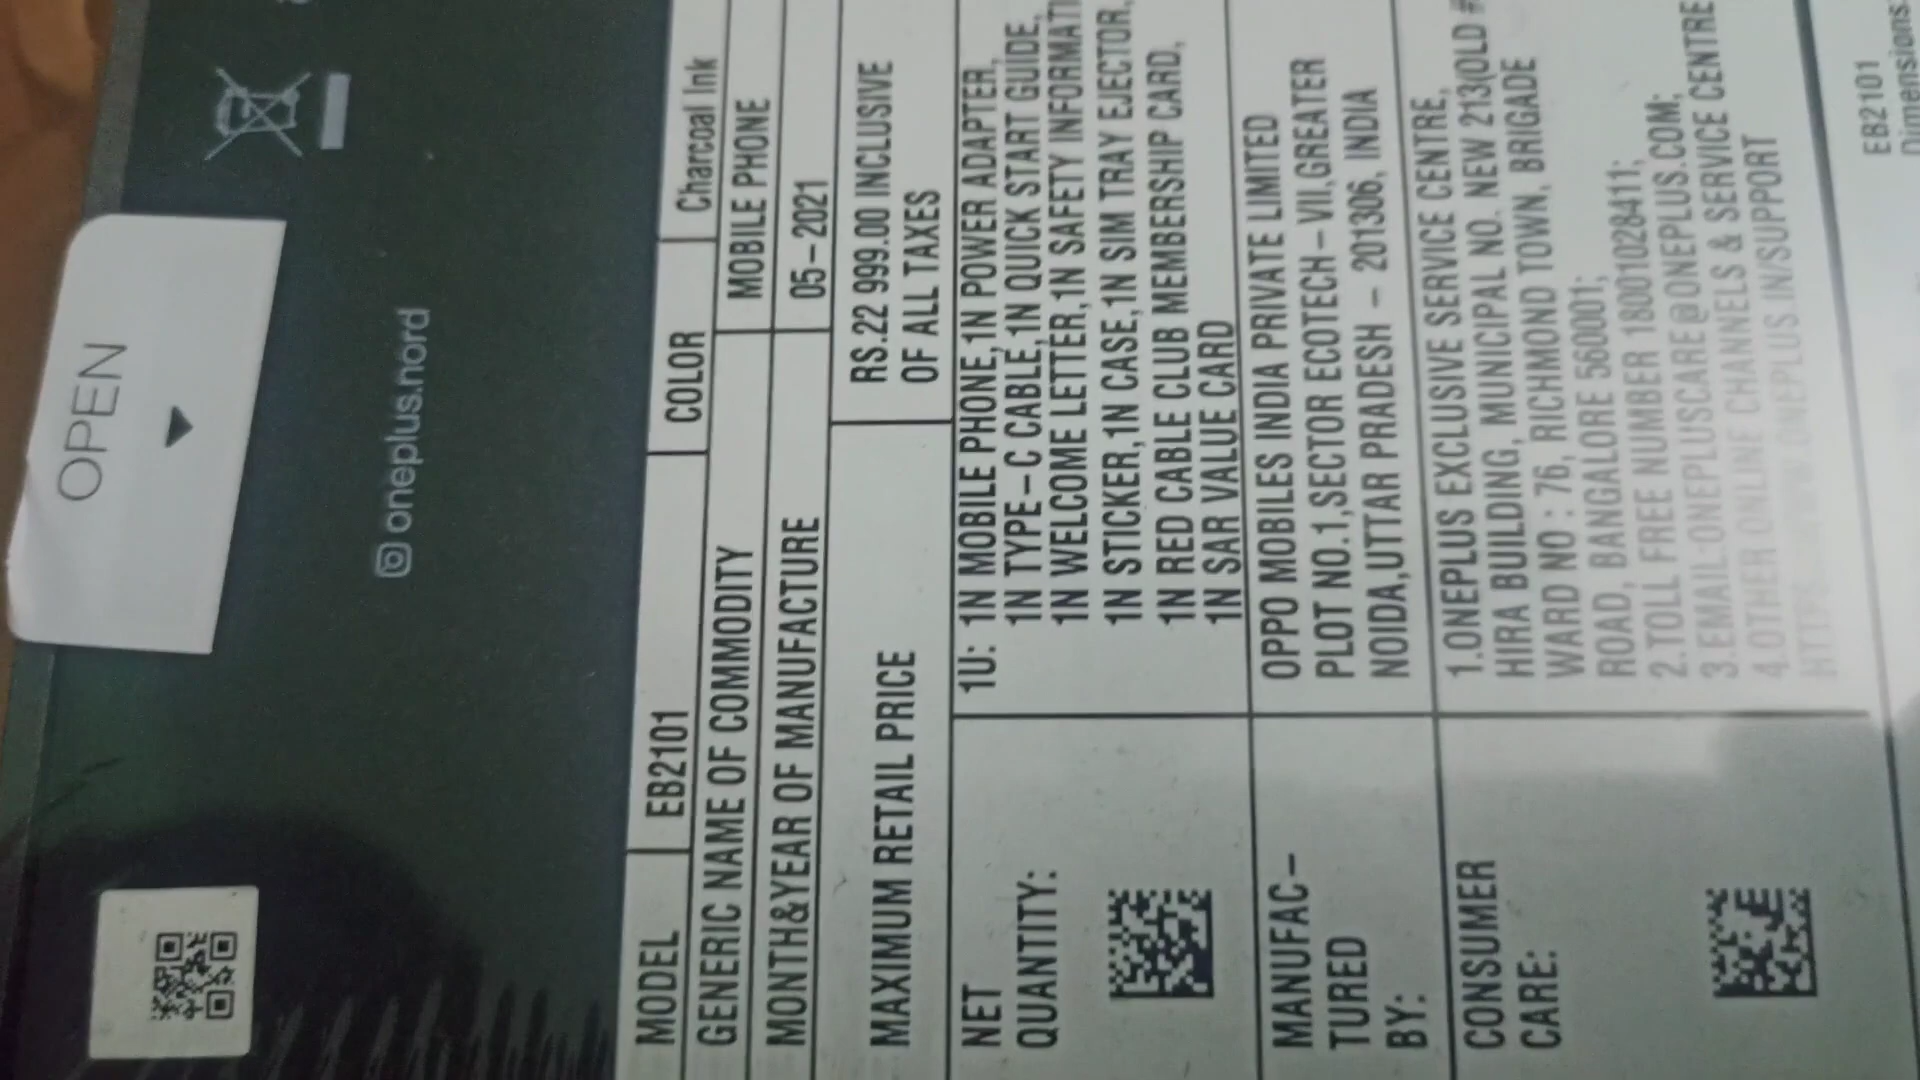 OPEN
oneplus.nord
MODEL EB2101 COLOR Charcoal Ink
GENERIC NAME OF COMMODITY MOBILE PHONE
MONTH&YEAR OF MANUFACTURE 05-2021
MAXIMUM RETAIL PRICE
RS.22 999.00 INCLUSIVE
OF ALL TAXES
NET
QUANTITY:
1U: 1N MOBILE PHONE,1N POWER ADAPTER,
1N TYPE-C CABLE,1N QUICK START GUIDE,
1N WELCOME LETTER,1N SAFETY INFORMATI
1N STICKER,1N CASE,1N SIM TRAY EJECTOR,
1N RED CABLE CLUB MEMBERSHIP CARD,
1N SAR VALUE CARD
MANUFAC-
TURED
BY:
OPPO MOBILES INDIA PRIVATE LIMITED
PLOT NO.1,SECTOR ECOTECH-VII,GREATER
NOIDA,UTTAR PRADESH - 201306, INDIA
CONSUMER
CARE:
1.ONEPLUS EXCLUSIVE SERVICE CENTRE,
HIRA BUILDING, MUNICIPAL NO. NEW 213(OLD #
WARD NO : 76, RICHMOND TOWN, BRIGADE
ROAD, BANGALORE 560001;
2.TOLL FREE NUMBER 18001028411;
3.EMAIL:ONEPLUSCARE@ONEPLUS.COM;
4.OTHER ONLINE CHANNELS & SERVICE CENTRE
HTTPS://WWW.ONEPLUS.IN/SUPPORT
EB2101
Dimensions: